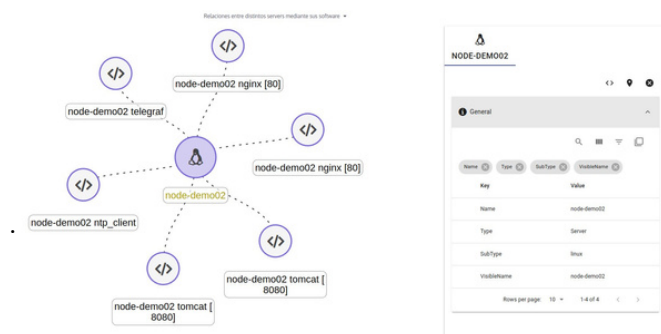 Relaciones entre distintos servers mediante sus software
node-demo02 nginx [80]
node-demo02 telegraf
node-demo02 nginx [80]
node-demo02
node-demo02 ntp_client
node-demo02 tomcat [
8080]
node-demo02 tomcat [
8080]
NODE-DEMO02
General
Name Type SubType VisibleName
Key Value
Name node-demo02
Type Server
SubType linux
VisibleName node-demo02
Rows per page: 10 1-4 of 4